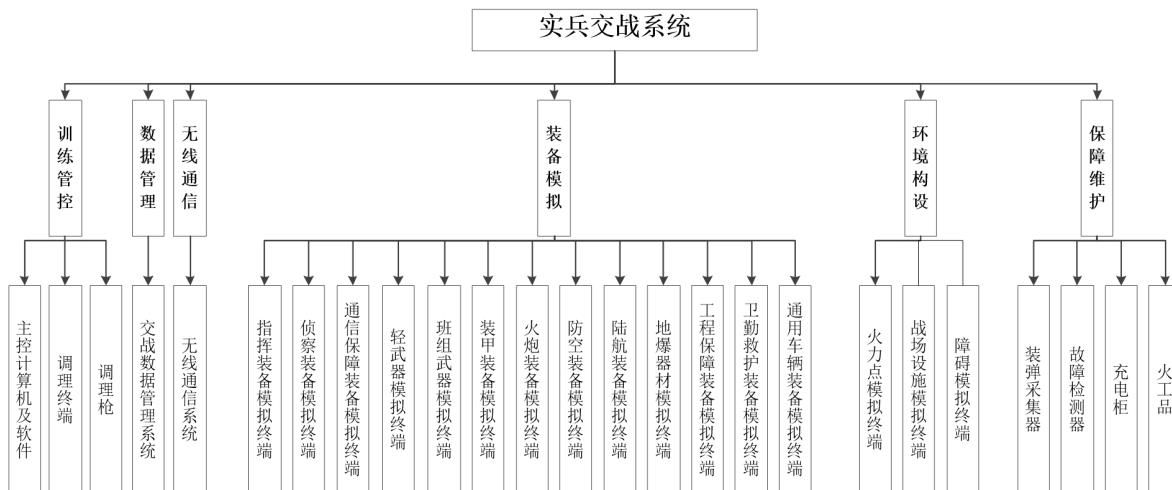 实兵交战系统
训练管控
数据管理
无线通信
装备模拟
环境构设
保障维护
主控计算机及软件
调理终端
调理枪
交战数据管理系统
无线通信系统
指挥装备模拟终端
侦察装备模拟终端
通信保障装备模拟终端
轻武器模拟终端
班组武器模拟终端
装甲装备模拟终端
火炮装备模拟终端
防空装备模拟终端
陆航装备模拟终端
地爆器材模拟终端
工程保障装备模拟终端
卫勤救护装备模拟终端
通用车辆装备模拟终端
火力点模拟终端
战场设施模拟终端
障碍模拟终端
装弹采集器
故障检测器
充电柜
火工品